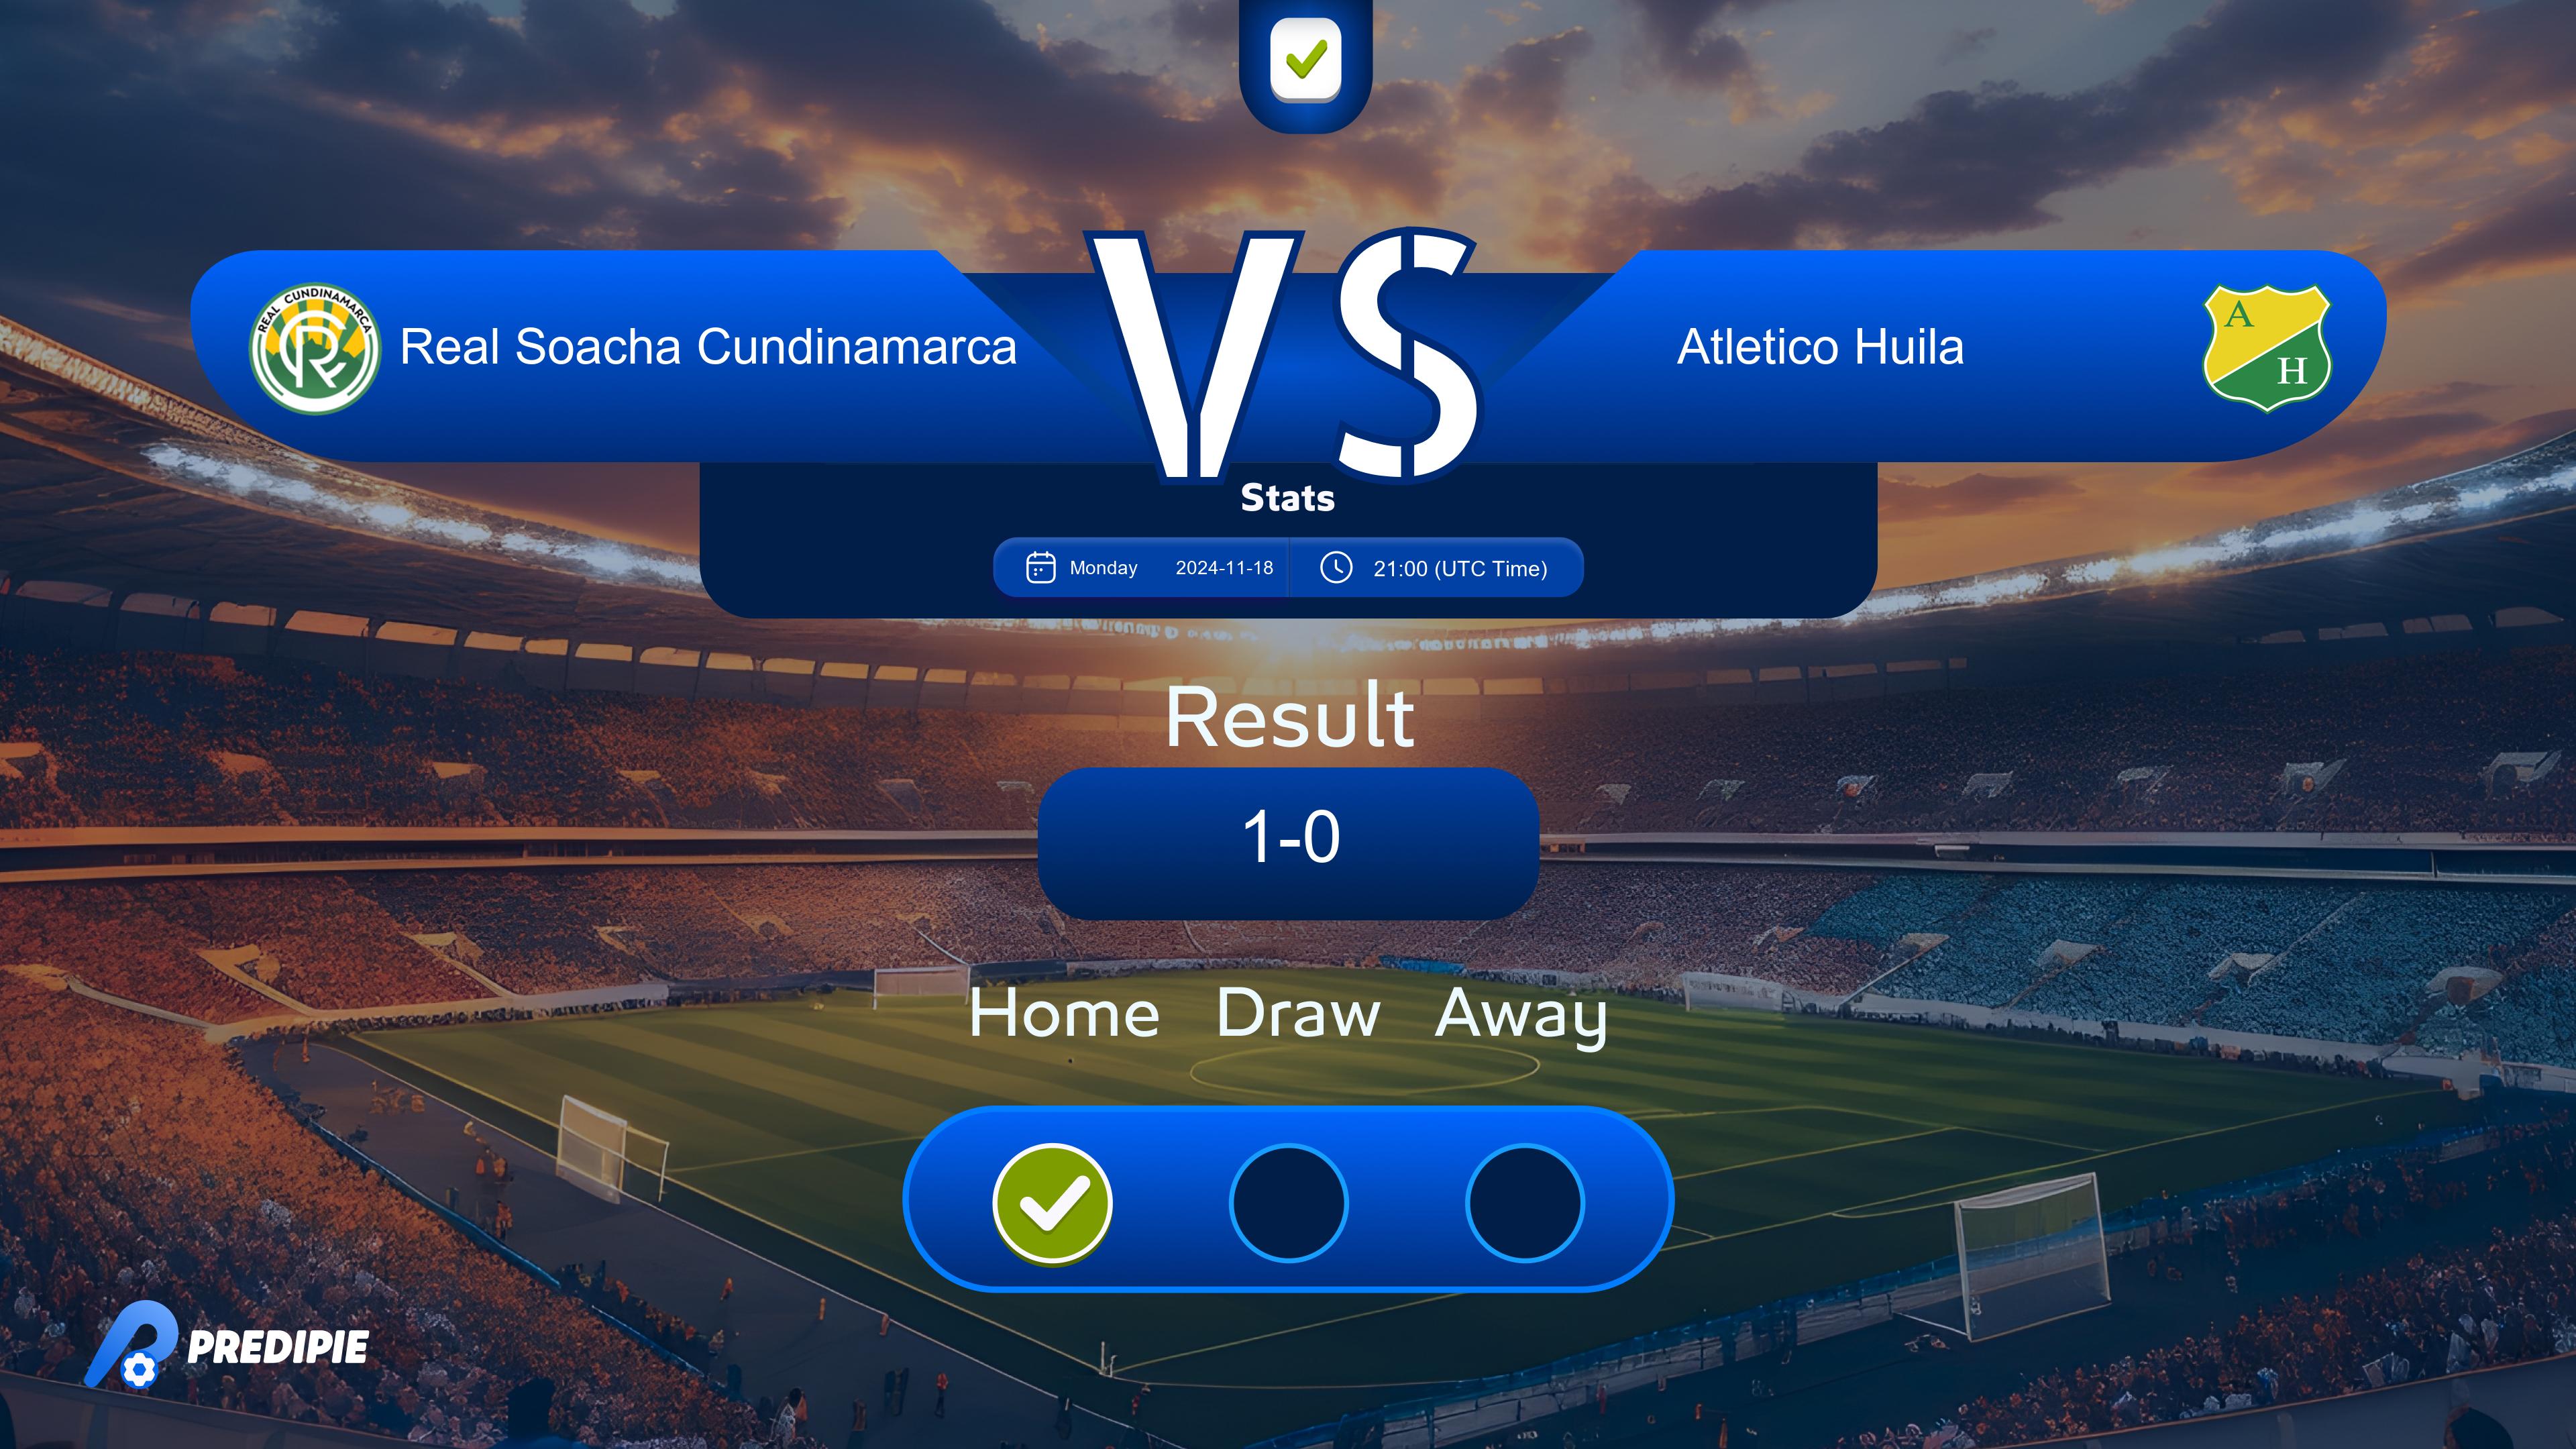 VS
REAL CUNDINAMARCA
Real Soacha Cundinamarca
Atletico Huila
A
H
Stats
Monday 2024-11-18 21:00 (UTC Time)
Result
1-0
Home Draw Away
PREDIPIE